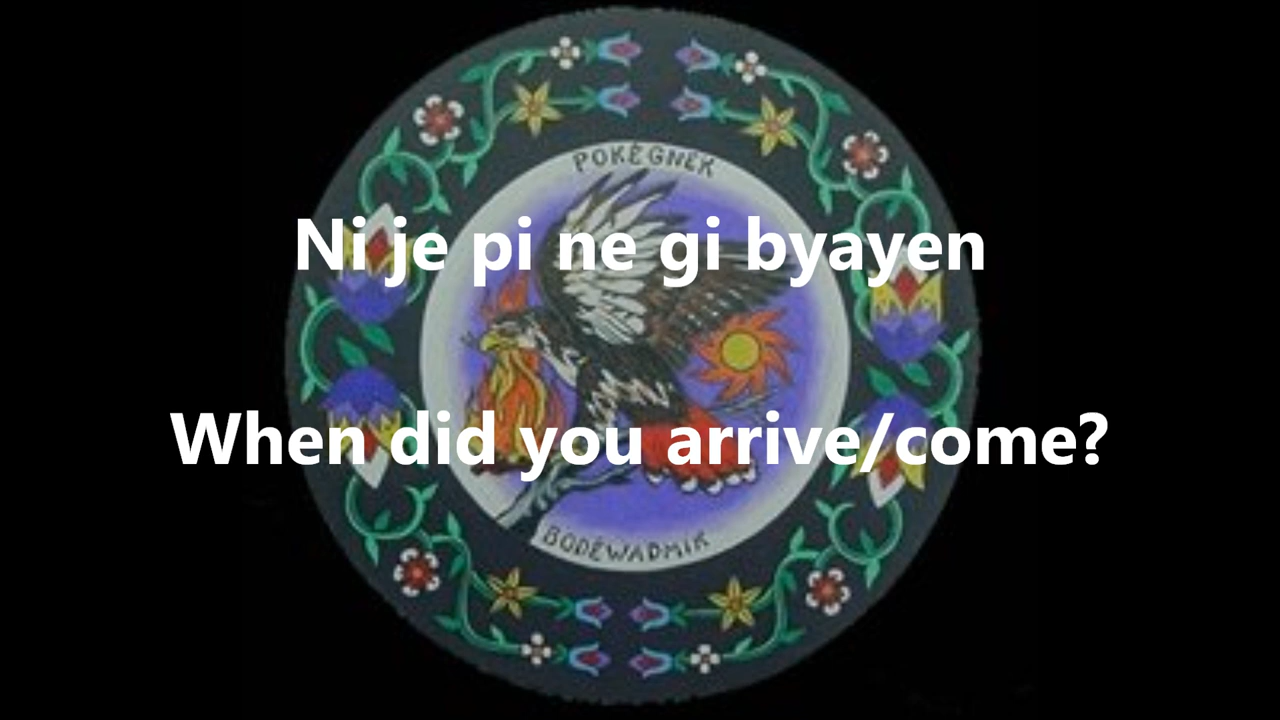 POKÉGNEK
Ni je pi ne gi byayen
When did you arrive/come?
BODÉWADMIK